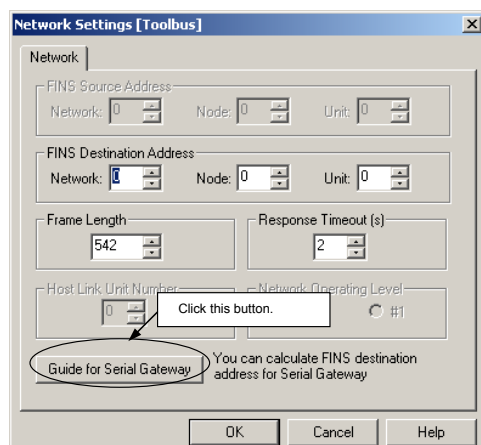 Network Settings [Toolbus]
Network
FINS Source Address
Network: 0 Node: 0 Unit: 0
FINS Destination Address
Network: 0 Node: 0 Unit: 0
Frame Length
542
Response Timeout (s)
2
Host Link Unit Number
0
Network Operating Level
#1
Click this button.
Guide for Serial Gateway
You can calculate FINS destination
address for Serial Gateway
OK Cancel Help